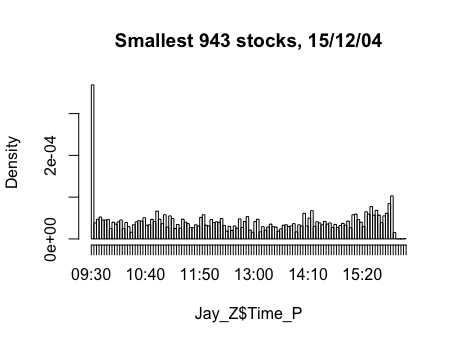 Smallest 943 stocks, 15/12/04
Density
2e-04
0e+00
09:30 10:40 11:50 13:00 14:10 15:20
Jay_Z$Time_P